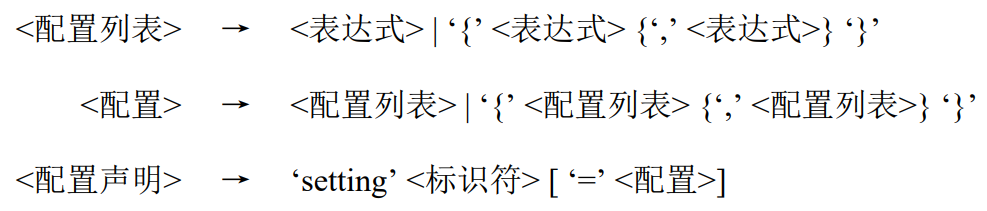 <配置列表> → <表达式> | ‘{’ <表达式> {‘,’ <表达式>} ‘}’
<配置> → <配置列表> | ‘{’ <配置列表> {‘,’ <配置列表>} ‘}’
<配置声明> → ‘setting’ <标识符> [ ‘=’ <配置>]